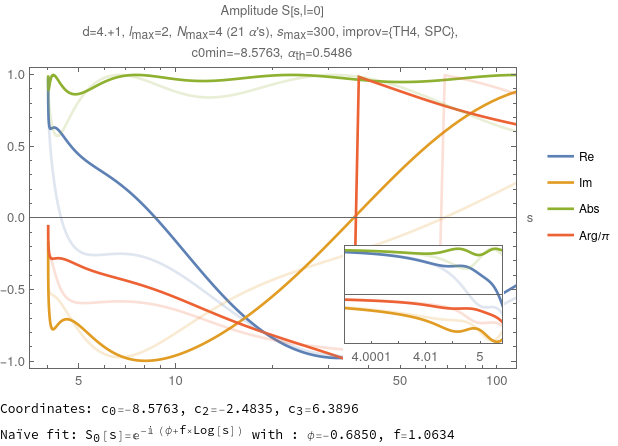 Amplitude S[s,l=0]
d=4.+1, lmax=2, Nmax=4 (21 α's), smax=300, improv={TH4, SPC},
c0min=-8.5763, αth=0.5486
1.0
0.5
0.0
-0.5
-1.0
5
10
50
100
s
Re
Im
Abs
Arg/π
4.0001
4.01
5
Coordinates: c₀=-8.5763, c₂=-2.4835, c₃=6.3896
Naïve fit: S₀[s]=e^-i (ϕ+f×Log[s]) with : ϕ=-0.6850, f=1.0634